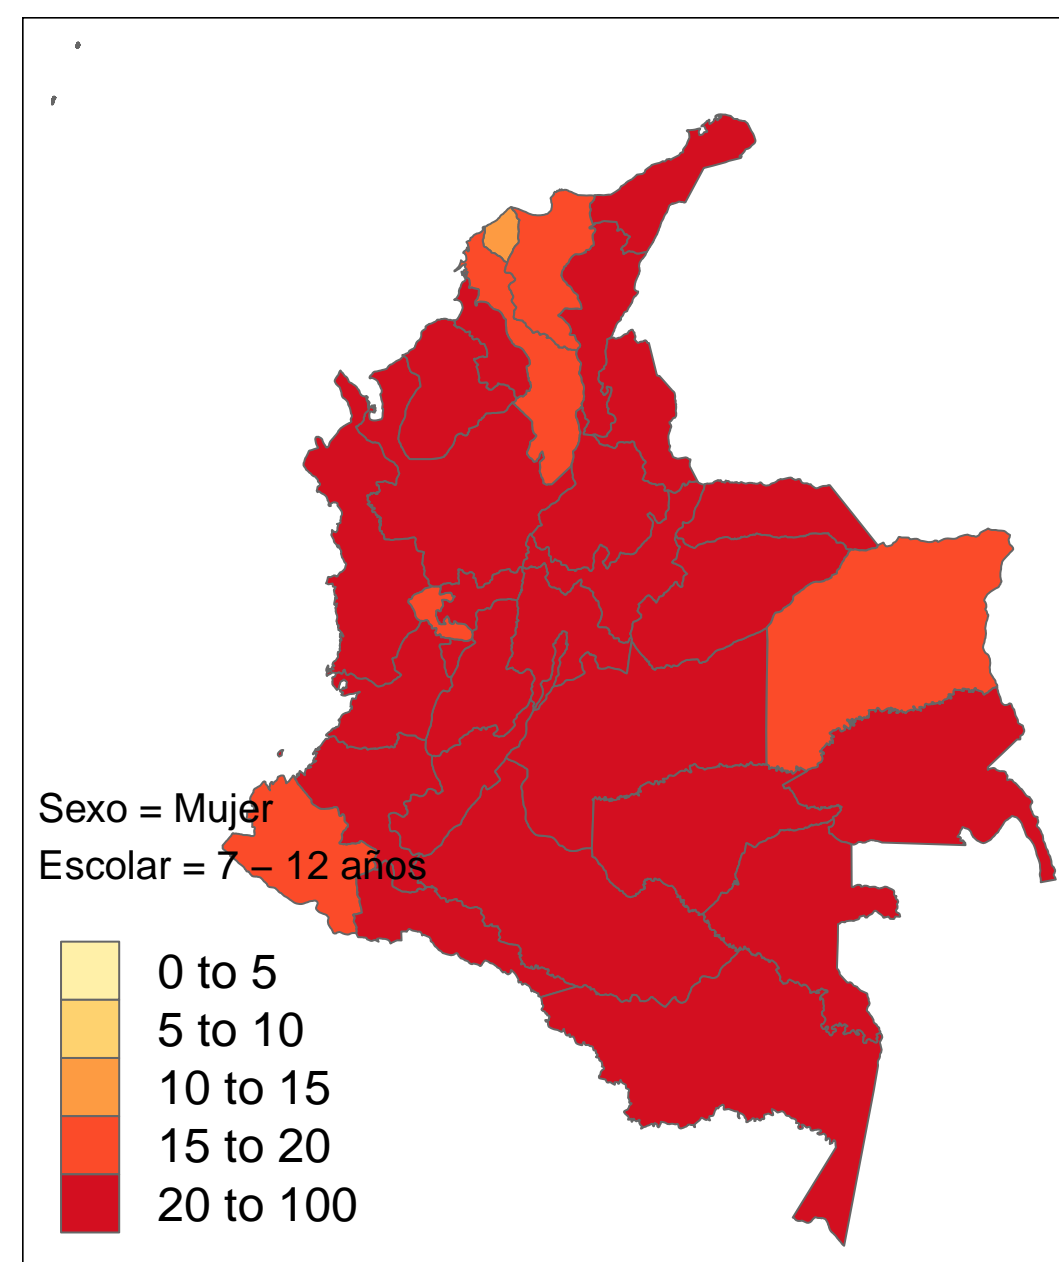 Sexo = Mujer
Escolar = 7 – 12 años
0 to 5
5 to 10
10 to 15
15 to 20
20 to 100